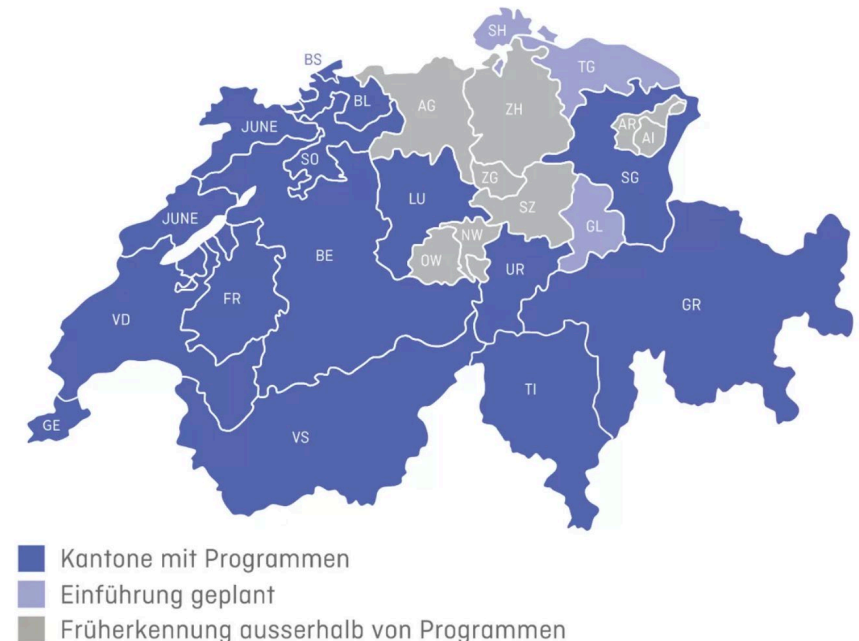 SH
BS
TG
BL
AG
ZH
JUNE
AR
AI
SO
ZG
SG
LU
SZ
JUNE
GL
NW
BE
OW
UR
FR
GR
VD
TI
GE
VS
Kantone mit Programmen
Einführung geplant
Früherkennung ausserhalb von Programmen